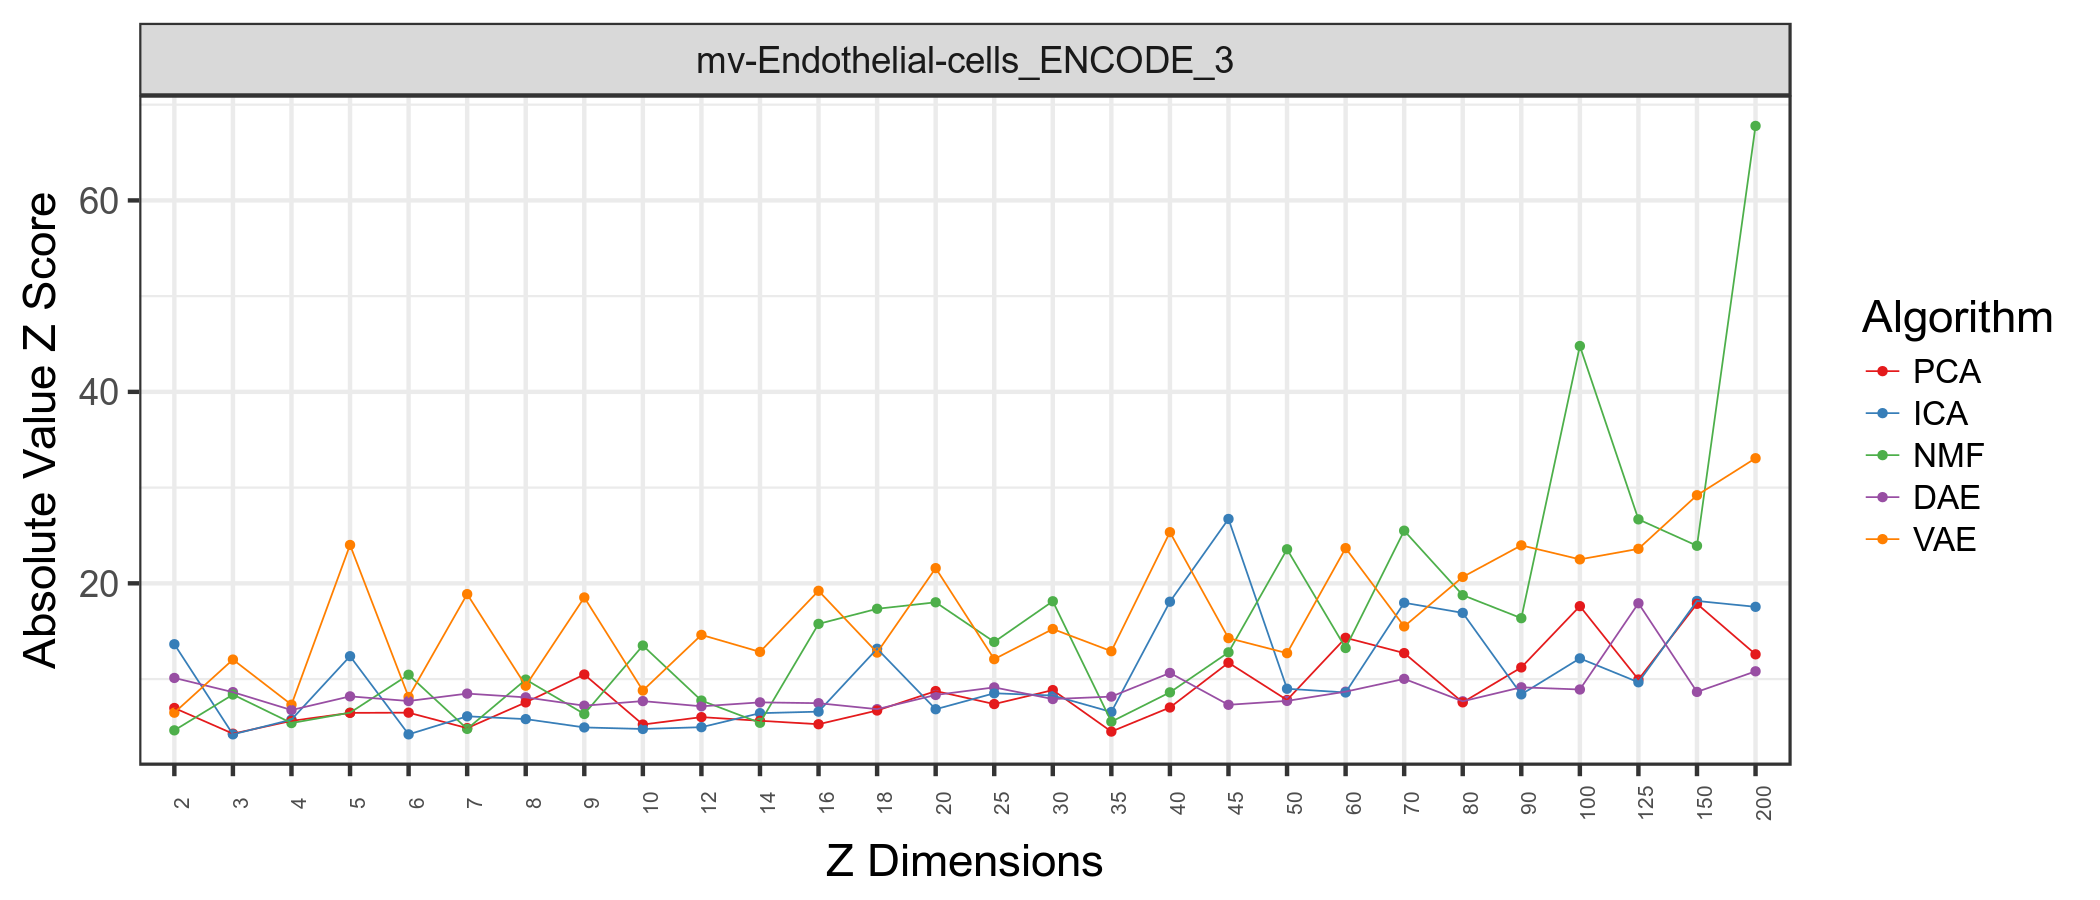 mv-Endothelial-cells_ENCODE_3
Absolute Value Z Score
60
40
20
2 3 4 5 6 7 8 9 10 12 14 16 18 20 25 30 35 40 45 50 60 70 80 90 100 125 150 200
Z Dimensions
Algorithm
PCA
ICA
NMF
DAE
VAE